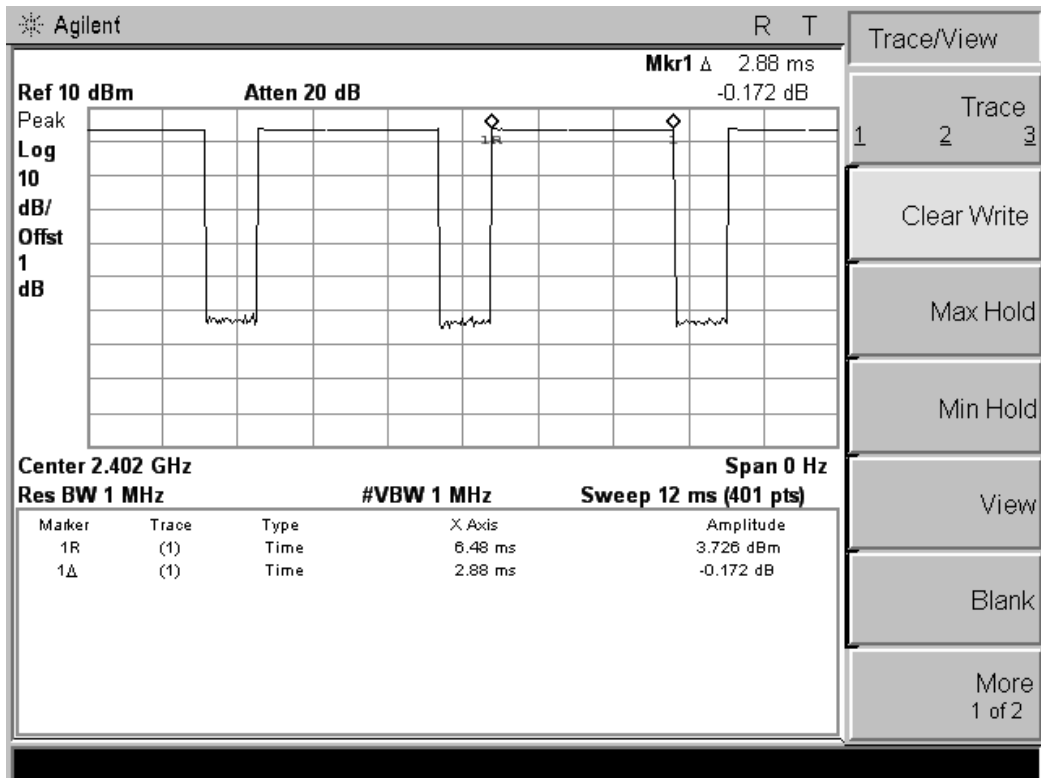 Agilent R T
Mkr1 Δ 2.88 ms
Ref 10 dBm Atten 20 dB -0.172 dB
Peak
Log
10
dB/
Offst
1
dB
1R 1
Center 2.402 GHz Span 0 Hz
Res BW 1 MHz #VBW 1 MHz Sweep 12 ms (401 pts)
Marker Trace Type X Axis Amplitude
1R (1) Time 6.48 ms 3.726 dBm
1Δ (1) Time 2.88 ms -0.172 dB
Trace/View
Trace
1 2 3
Clear Write
Max Hold
Min Hold
View
Blank
More
1 of 2